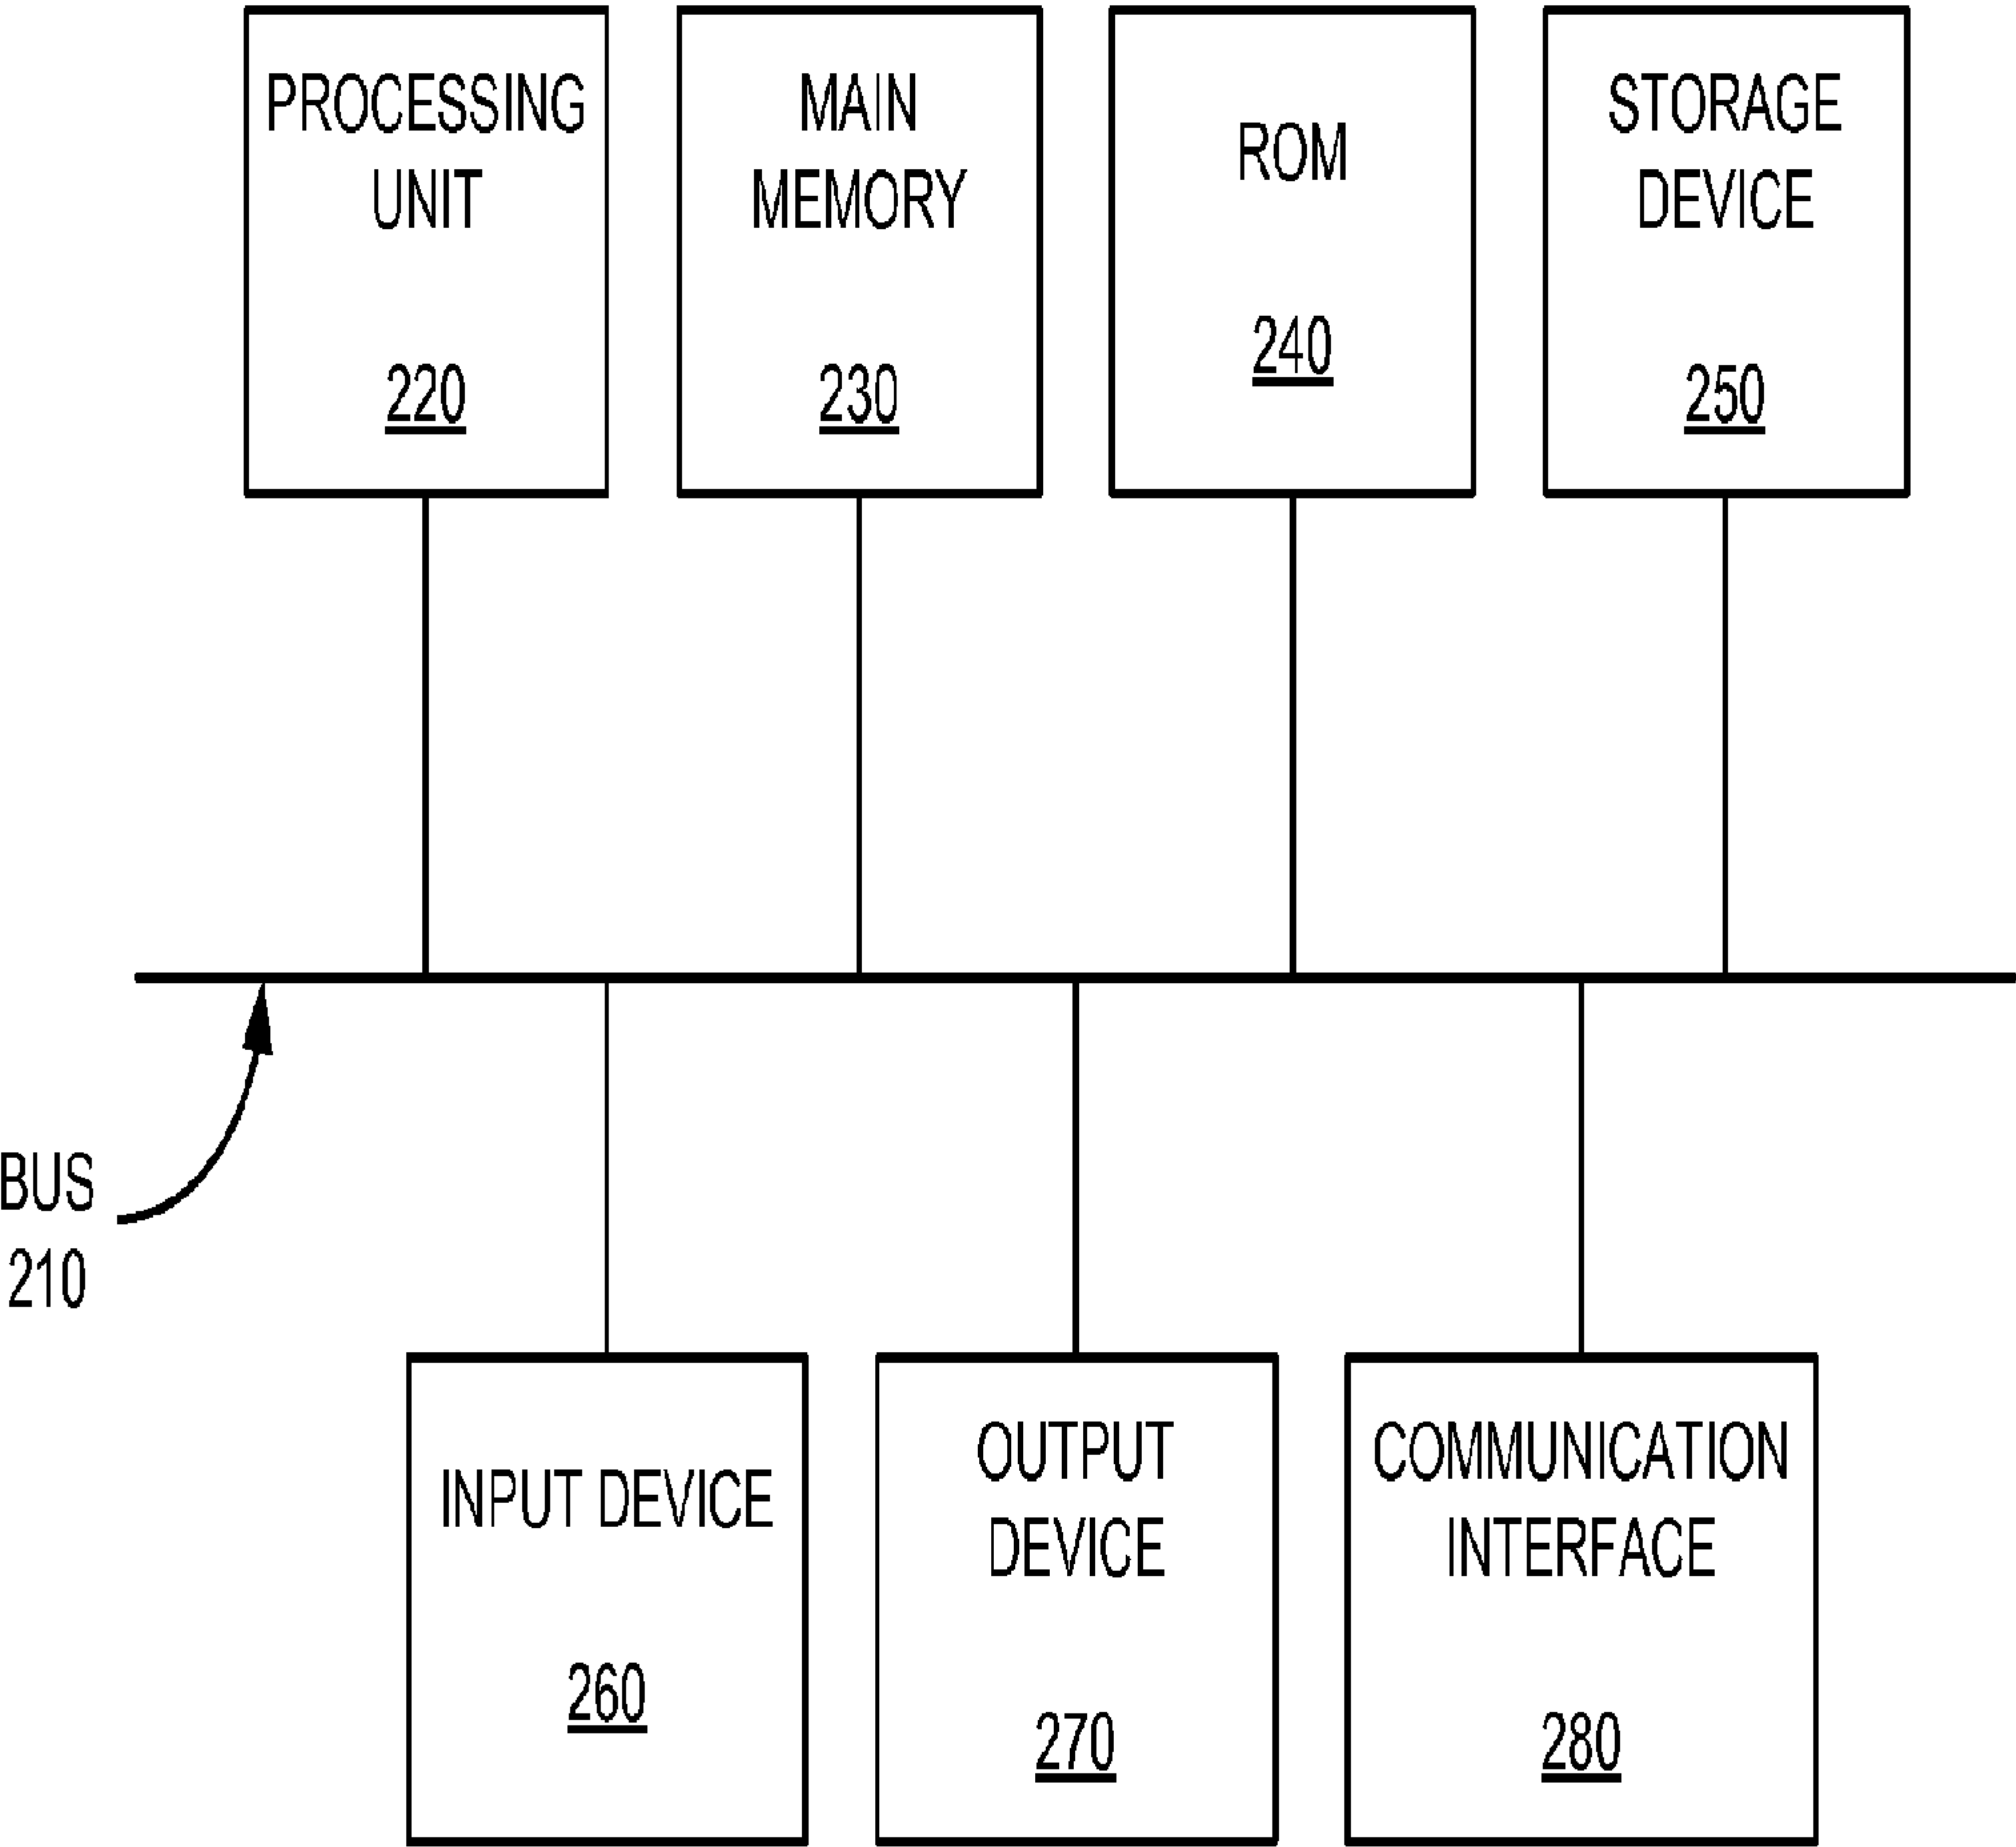 PROCESSING
UNIT
220
MAIN
MEMORY
230
ROM
240
STORAGE
DEVICE
250
BUS
210
INPUT DEVICE
260
OUTPUT
DEVICE
270
COMMUNICATION
INTERFACE
280